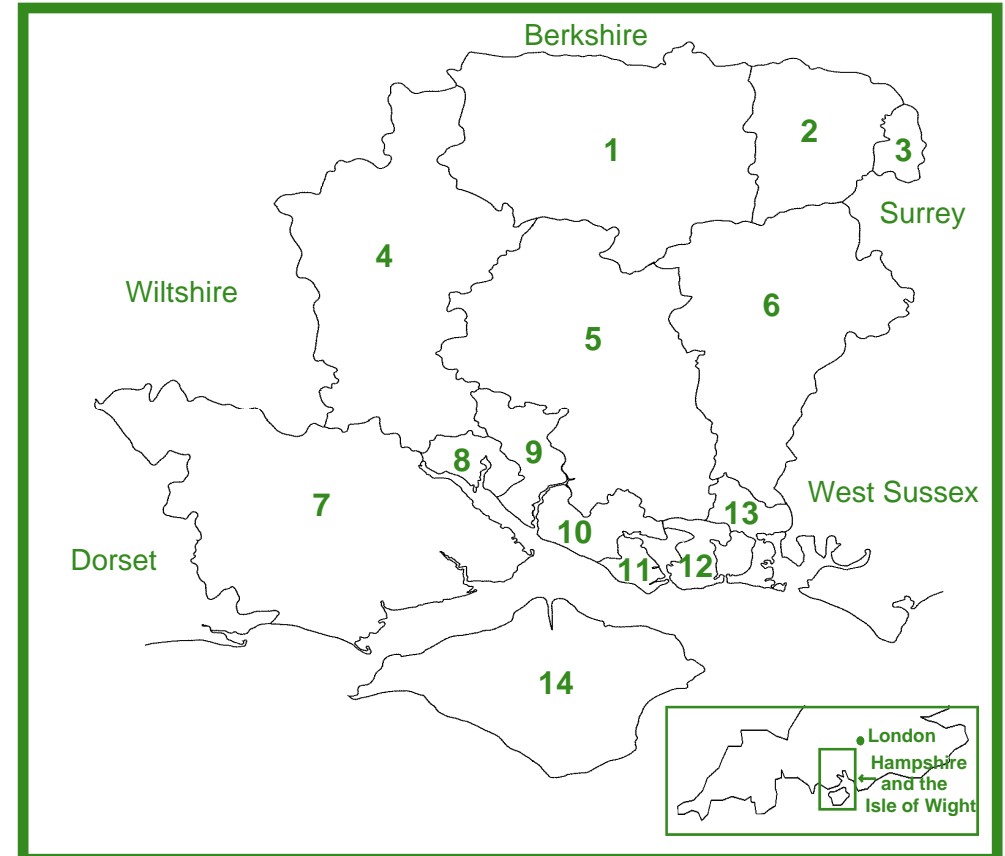 Berkshire
1
2
3
Surrey
4
Wiltshire
5
6
7
8
9
West Sussex
10
11
12
13
Dorset
14
London
Hampshire
and the
Isle of Wight